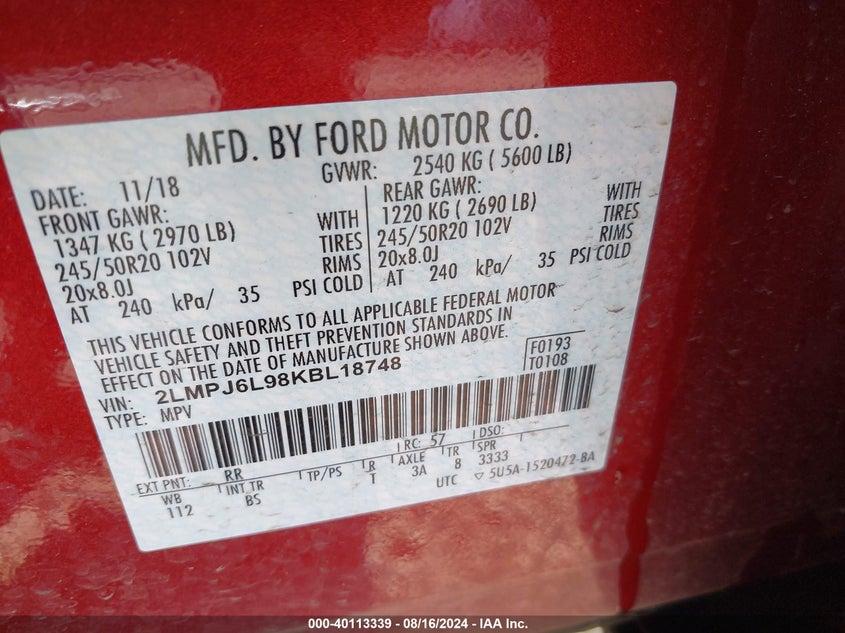 MFD. BY FORD MOTOR CO.
DATE: 11/18
GVWR: 2540 KG ( 5600 LB)
FRONT GAWR:
1347 KG ( 2970 LB) WITH
245/50R20 102V TIRES
20x8.0J RIMS
AT 240 kPa/ 35 PSI COLD
REAR GAWR:
1220 KG ( 2690 LB) WITH
245/50R20 102V TIRES
20x8.0J RIMS
AT 240 kPa/ 35 PSI COLD
THIS VEHICLE CONFORMS TO ALL APPLICABLE FEDERAL MOTOR
VEHICLE SAFETY AND THEFT PREVENTION STANDARDS IN
EFFECT ON THE DATE OF MANUFACTURE SHOWN ABOVE.
F0193
T0108
VIN: 2LMPJ6L98KBL18748
TYPE: MPV
RC: 57 DSO:
EXT PNT: RR TP/PS R AXLE TR SPR
WB INT TR T 3A 8 3333
112 BS
UTC 5U5A-1520472-BA
000-40113339 - 08/16/2024 - IAA Inc.